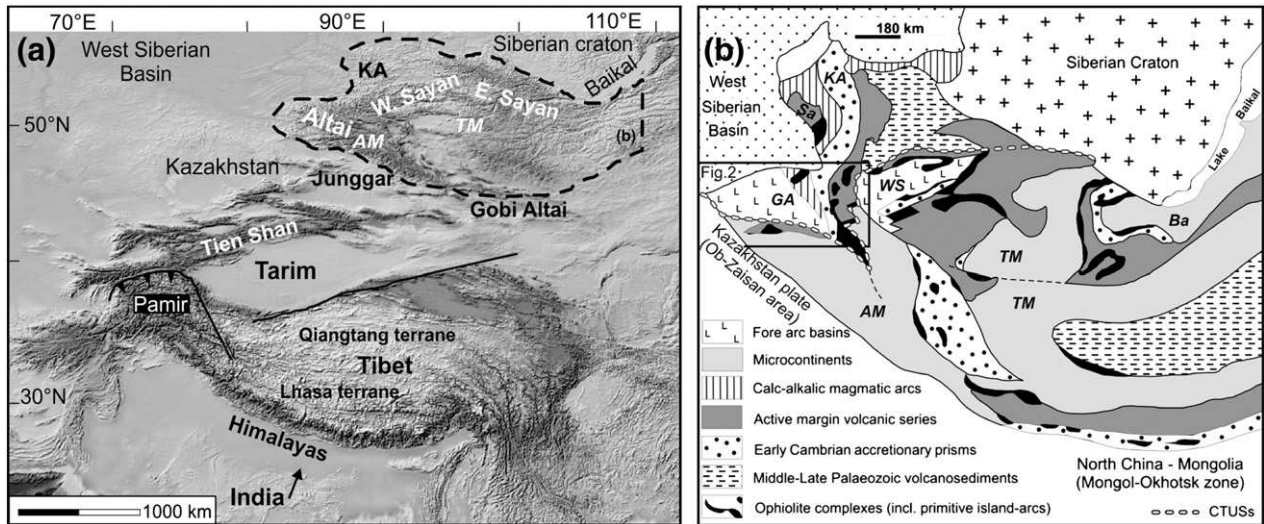 70°E
90°E
110°E
(a)
West Siberian
Basin
Siberian craton
KA
Baikal
W. Sayan
E. Sayan
50°N
Altai
AM
TM
(b)
Kazakhstan
Junggar
Gobi Altai
Tien Shan
Tarim
Pamir
Qiangtang terrane
Tibet
Lhasa terrane
30°N
Himalayas
India
1000 km
(b)
180 km
West
Siberian
Basin
KA
Sa
Siberian Craton
Lake
Baikal
Fig.2
GA
WS
Ba
Kazakhstan plate
(Ob-Zaisan area)
TM
AM
TM
Fore arc basins
Microcontinents
Calc-alkalic magmatic arcs
Active margin volcanic series
Early Cambrian accretionary prisms
Middle-Late Palaeozoic volcanosediments
Ophiolite complexes (incl. primitive island-arcs)
North China - Mongolia
(Mongol-Okhotsk zone)
CTUSs